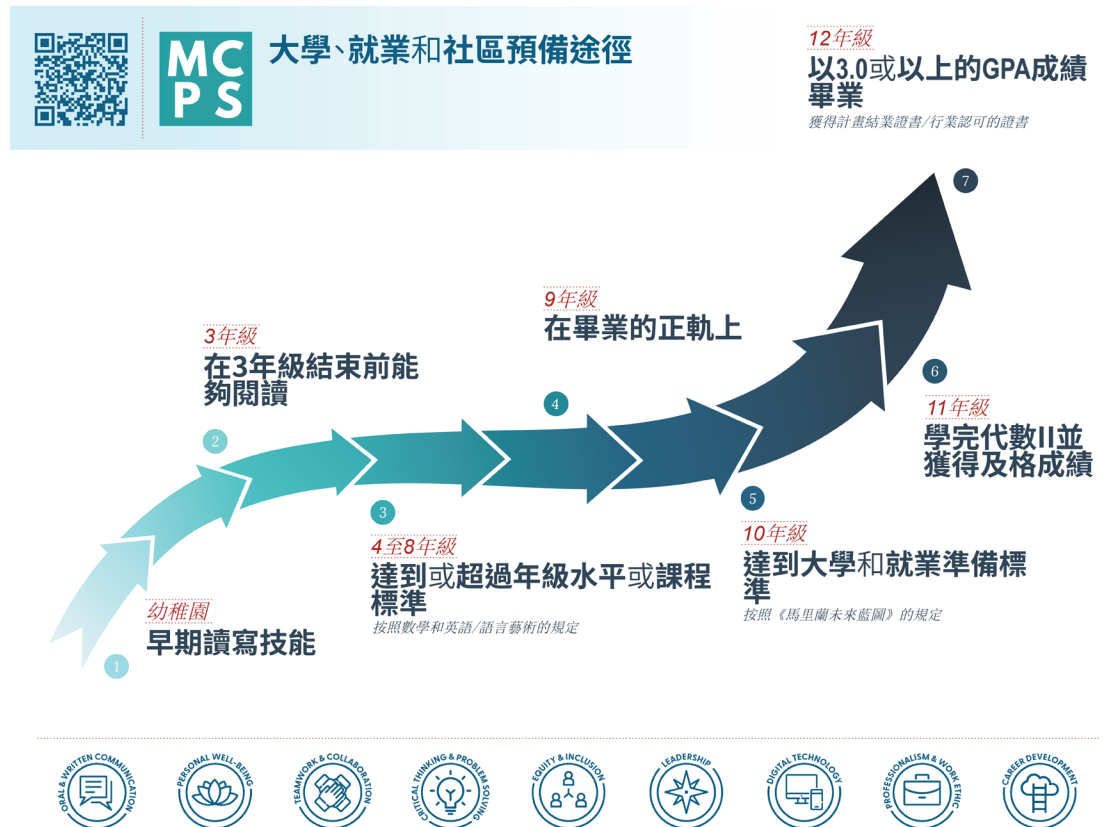 MC
PS
大學、就業和社區預備途徑
12年級
以3.0或以上的GPA成績
畢業
獲得計畫結業證書/行業認可的證書
7
9年級
在畢業的正軌上
3年級
在3年級結束前能
夠閱讀
6
11年級
學完代數II並
獲得及格成績
4
2
5
10年級
達到大學和就業準備標
準
按照《馬里蘭未來藍圖》的規定
3
4至8年級
達到或超過年級水平或課程
標準
按照數學和英語/語言藝術的規定
幼稚園
早期讀寫技能
1
ORAL & WRITTEN COMMUNICATION
PERSONAL WELL-BEING
TEAMWORK & COLLABORATION
CRITICAL THINKING & PROBLEM SOLVING
EQUITY & INCLUSION
LEADERSHIP
DIGITAL TECHNOLOGY
PROFESSIONALISM & WORK ETHIC
CAREER DEVELOPMENT